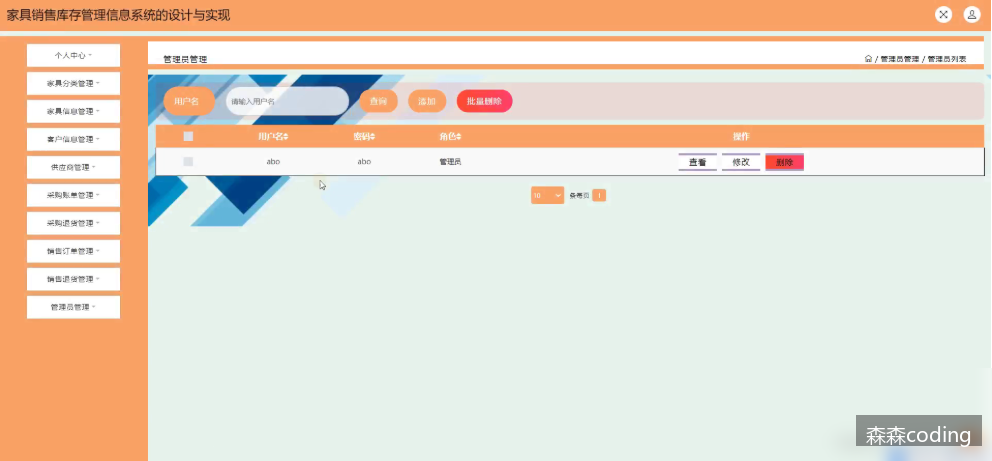 家具销售库存管理信息系统的设计与实现
个人中心
家具分类管理
家具信息管理
客户信息管理
供应商管理
采购账单管理
采购退货管理
销售订单管理
销售退货管理
管理员管理
管理员管理
/ 管理员管理 / 管理员列表
用户名 请输入用户名 查询 添加 批量删除
用户名 密码 角色 操作
abo abo 管理员 查看 修改 删除
10 条每页 1
森森coding